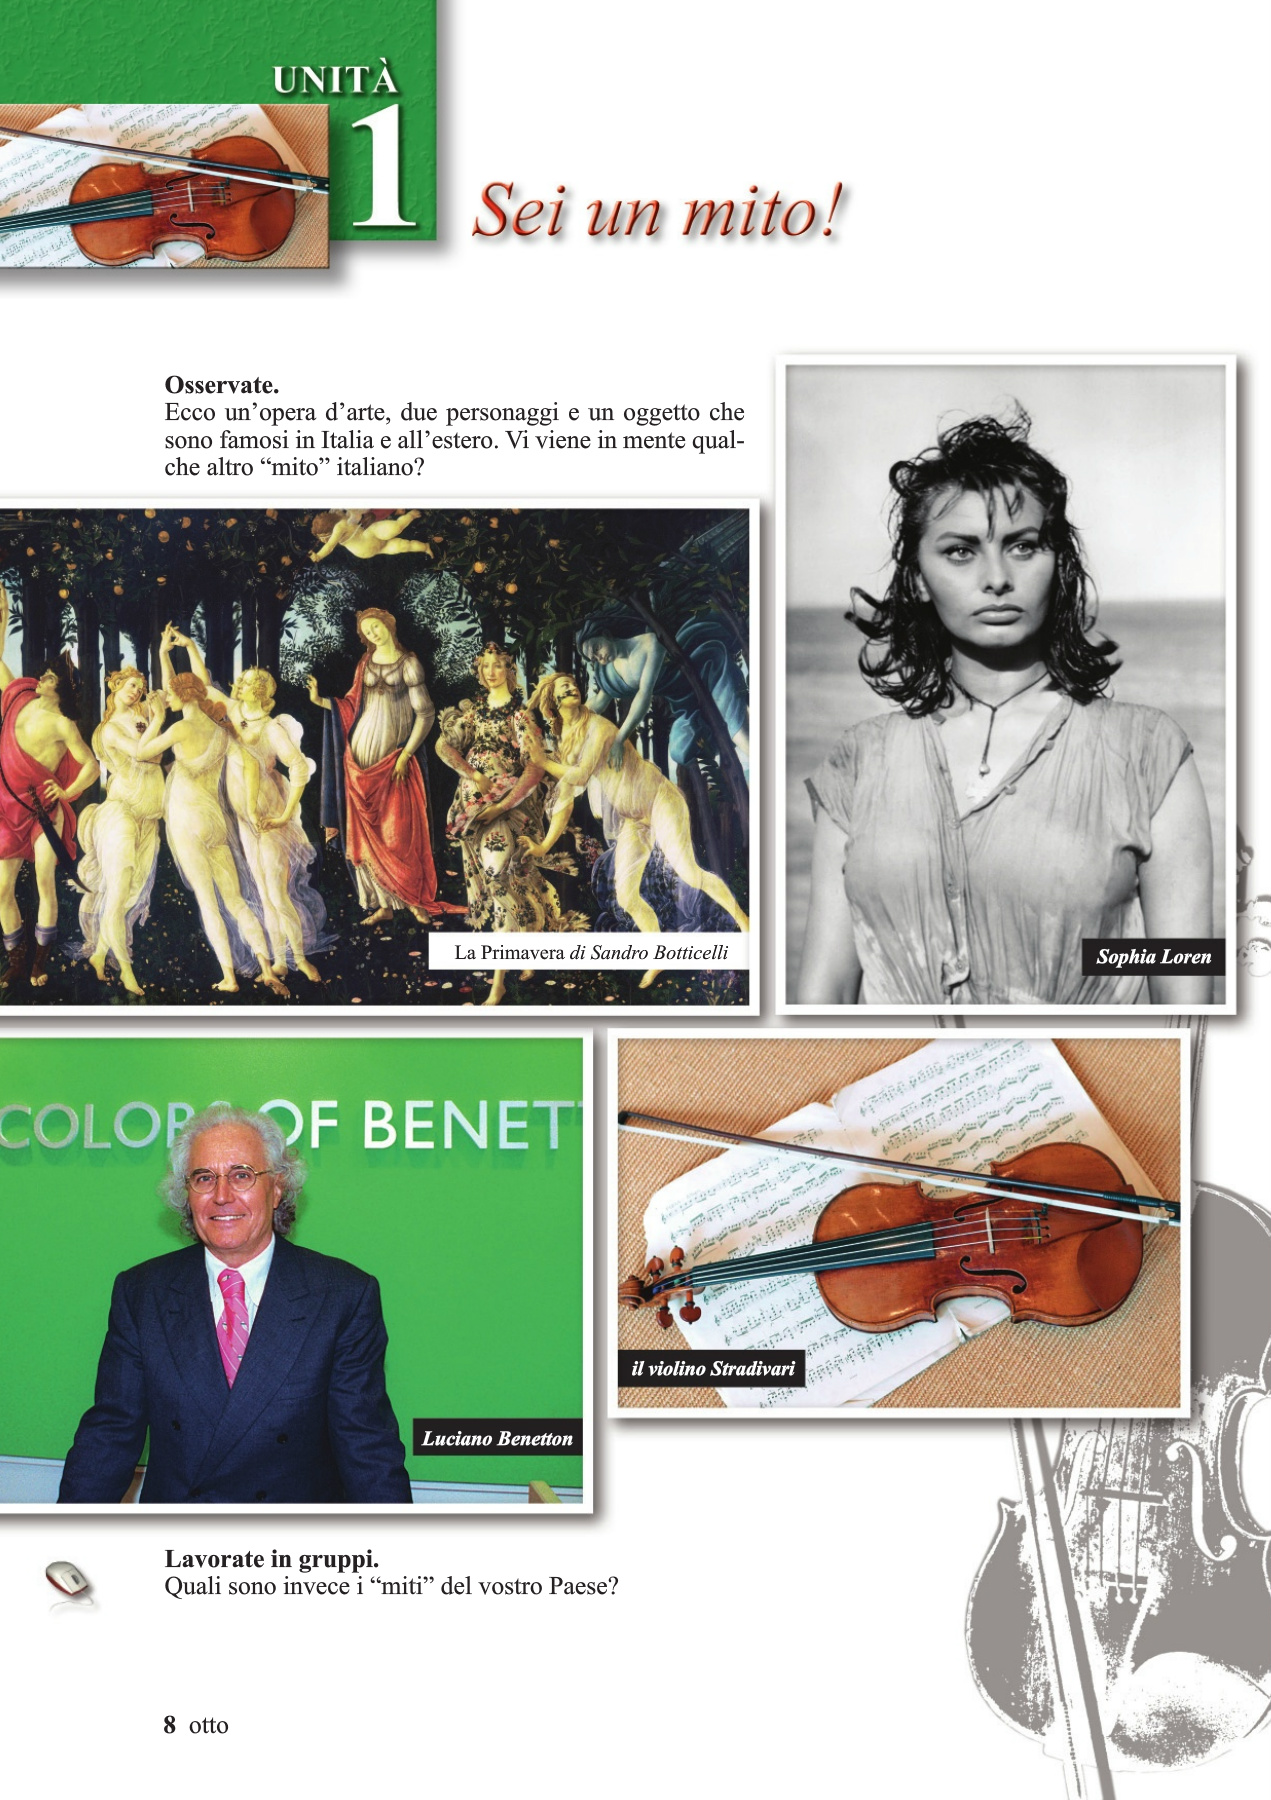 UNITÀ
1
Sei un mito!
Osservate.
Ecco un’opera d’arte, due personaggi e un oggetto che
sono famosi in Italia e all’estero. Vi viene in mente qual-
che altro “mito” italiano?
La Primavera di Sandro Botticelli
Sophia Loren
COLORS OF BENETT
Luciano Benetton
il violino Stradivari
Lavorate in gruppi.
Quali sono invece i “miti” del vostro Paese?
8 otto